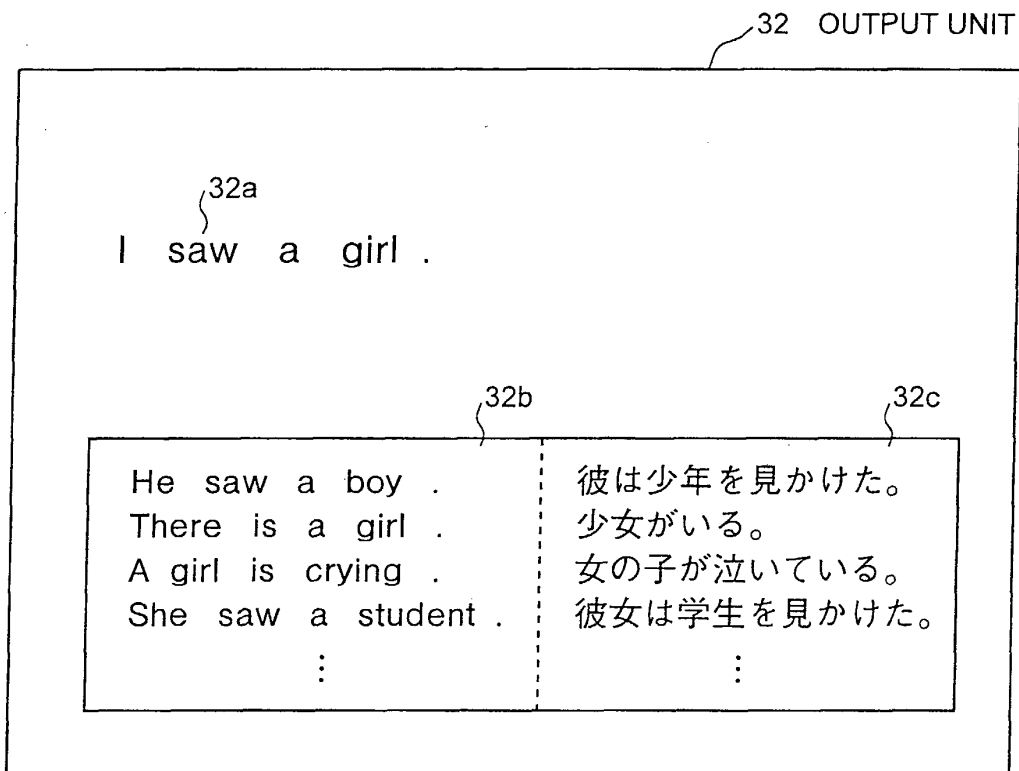 32 OUTPUT UNIT
32a
I saw a girl .
32b
32c
He saw a boy . 彼は少年を見かけた。
There is a girl . 少女がいる。
A girl is crying . 女の子が泣いている。
She saw a student . 彼女は学生を見かけた。
⋮ ⋮